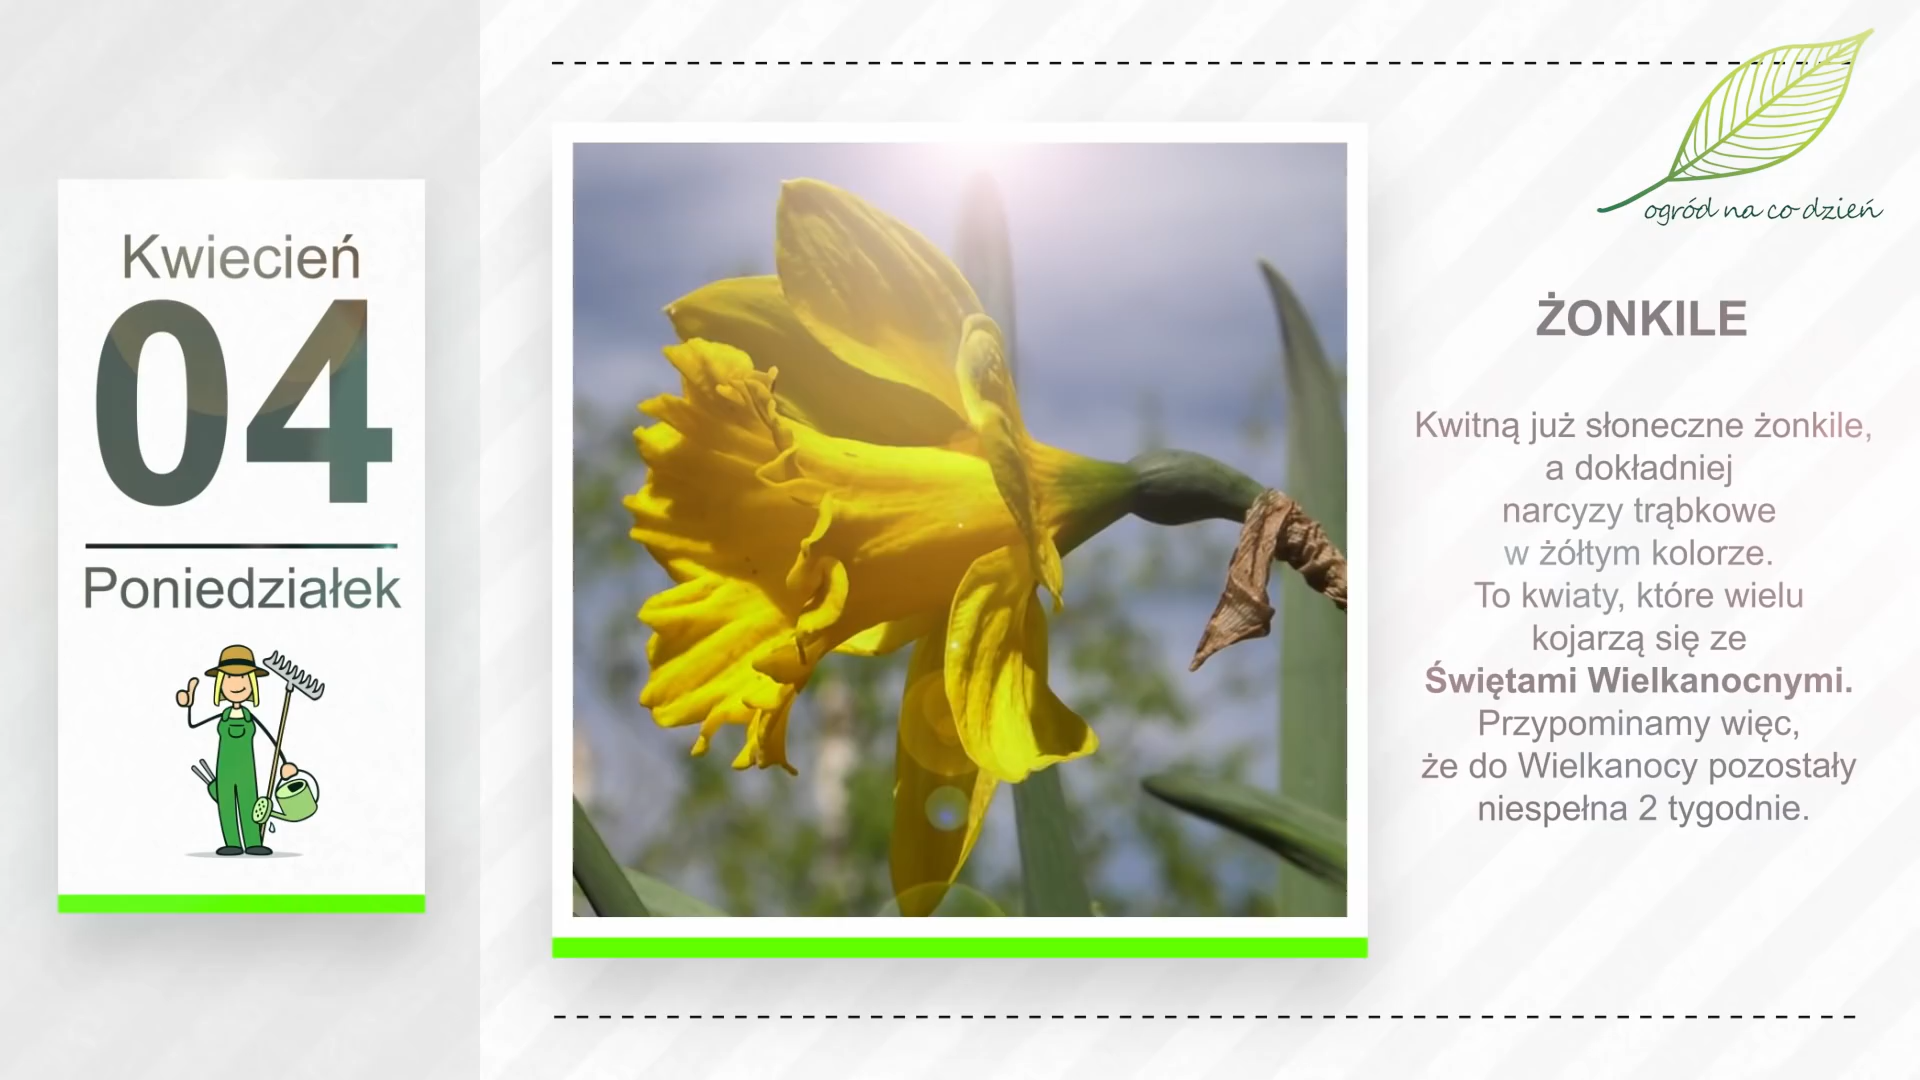 Kwiecień
04
Poniedziałek
ogród na co dzień
ŻONKILE
Kwitną już słoneczne żonkile,
a dokładniej
narcyzy trąbkowe
w żółtym kolorze.
To kwiaty, które wielu
kojarzą się ze
Świętami Wielkanocnymi.
Przypominamy więc,
że do Wielkanocy pozostały
niespełna 2 tygodnie.